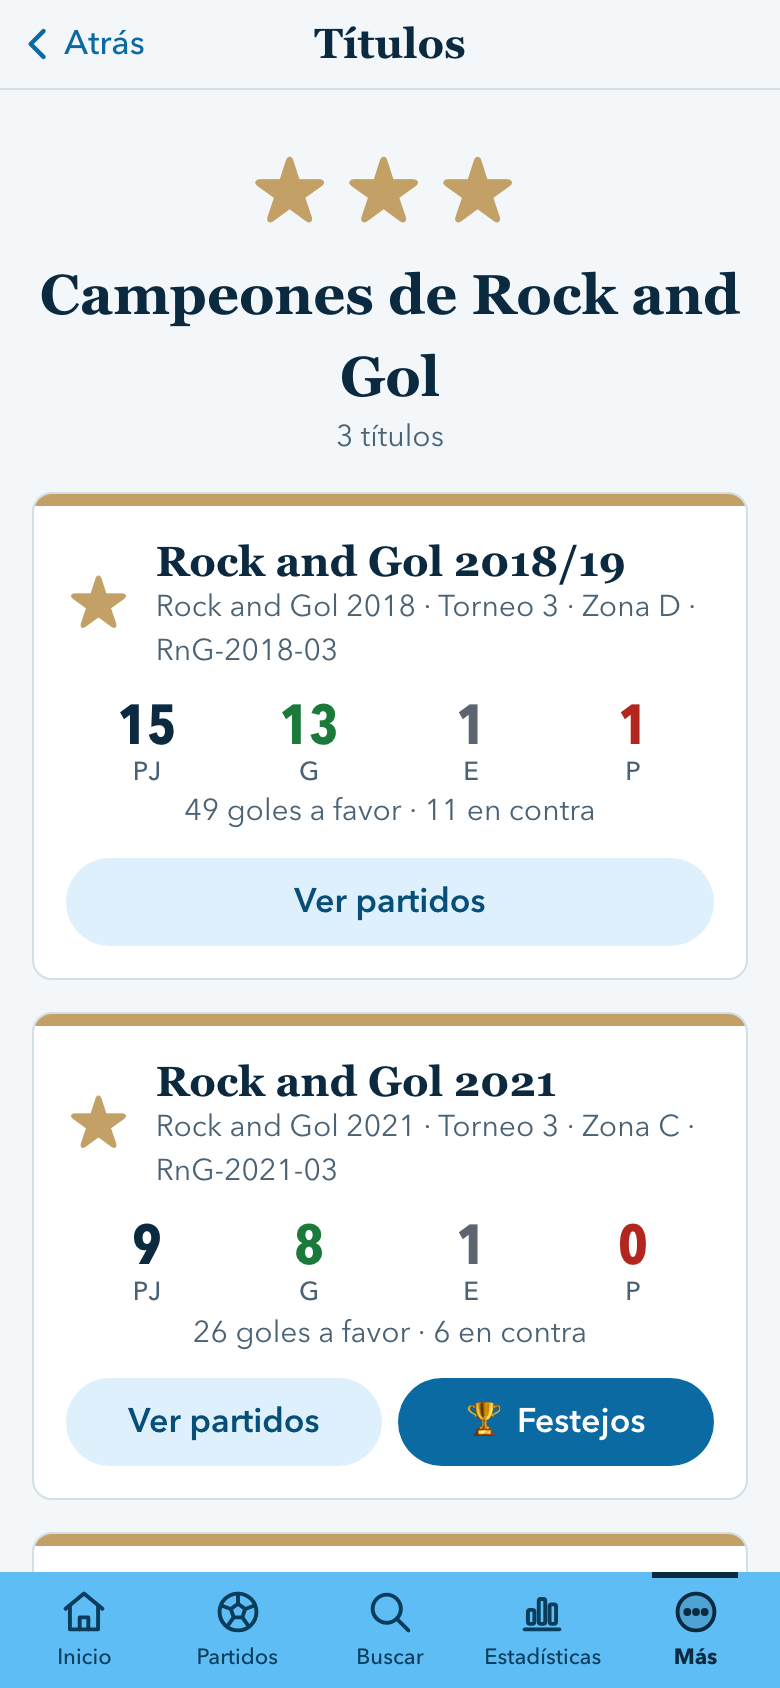 Atrás
Títulos
Campeones de Rock and
Gol
3 títulos
Rock and Gol 2018/19
Rock and Gol 2018 · Torneo 3 · Zona D ·
RnG-2018-03
15 13 1 1
PJ G E P
49 goles a favor · 11 en contra
Ver partidos
Rock and Gol 2021
Rock and Gol 2021 · Torneo 3 · Zona C ·
RnG-2021-03
9 8 1 0
PJ G E P
26 goles a favor · 6 en contra
Ver partidos 🏆 Festejos
Inicio Partidos Buscar Estadísticas Más